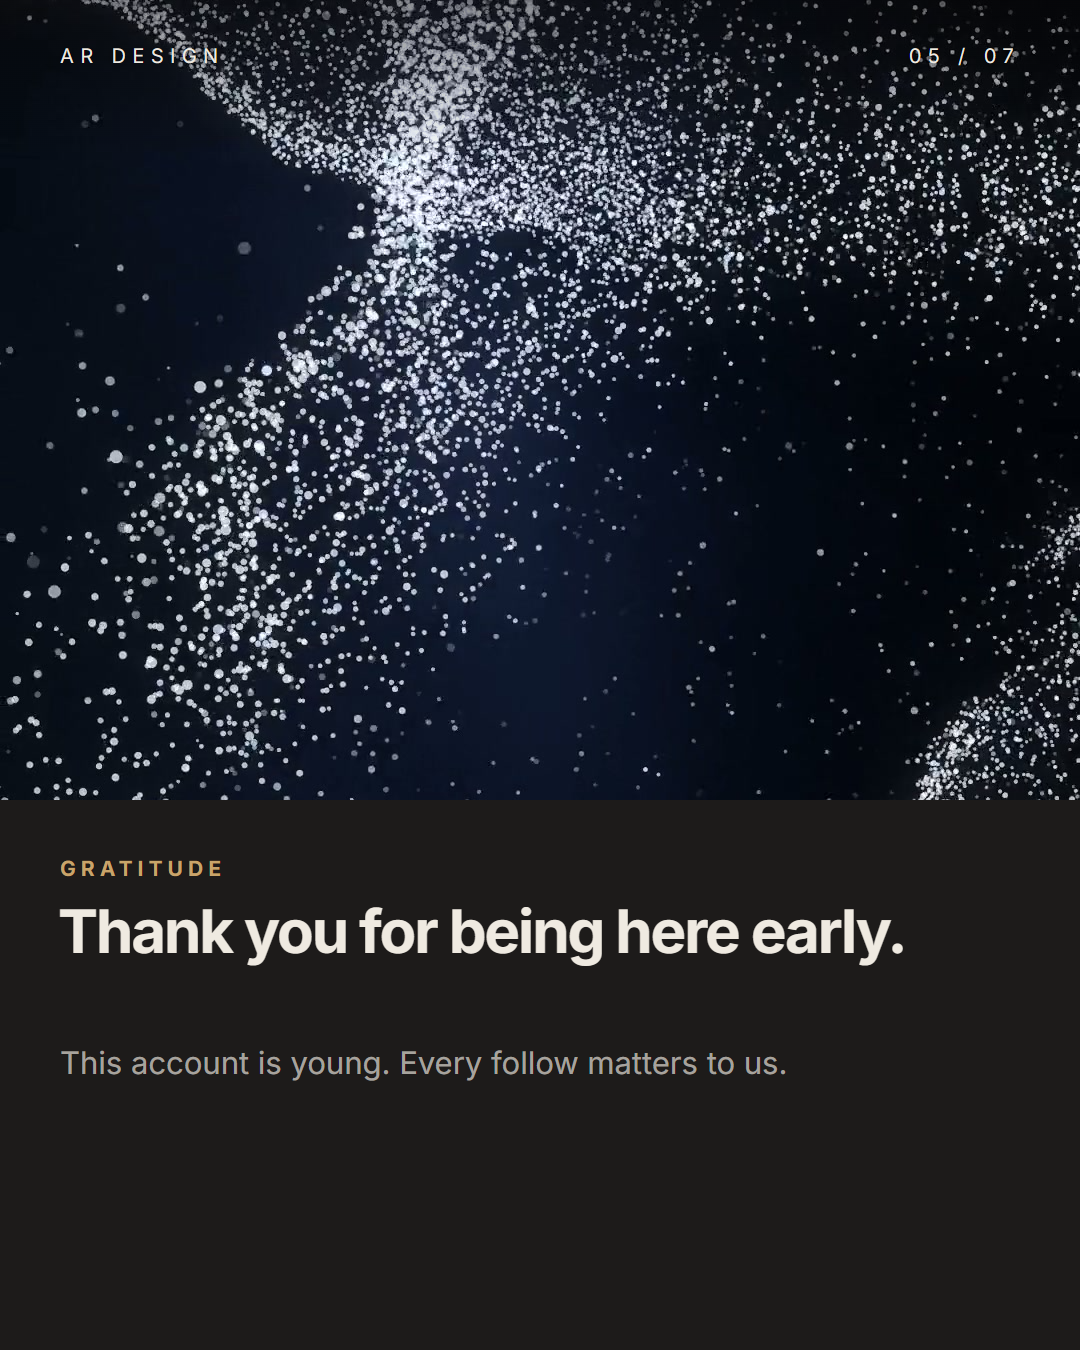 AR DESIGN
05 / 07
GRATITUDE
Thank you for being here early.
This account is young. Every follow matters to us.